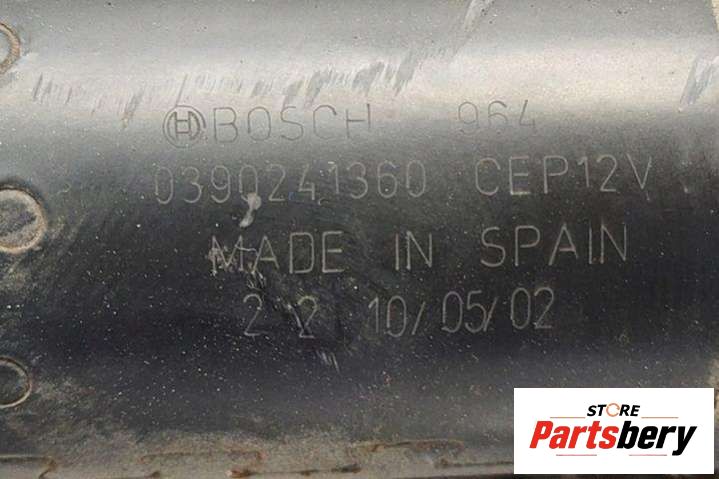 BOSCH 964
0390241360 CEP12V
MADE IN SPAIN
2 2 10/05/02
STORE
Partsbery